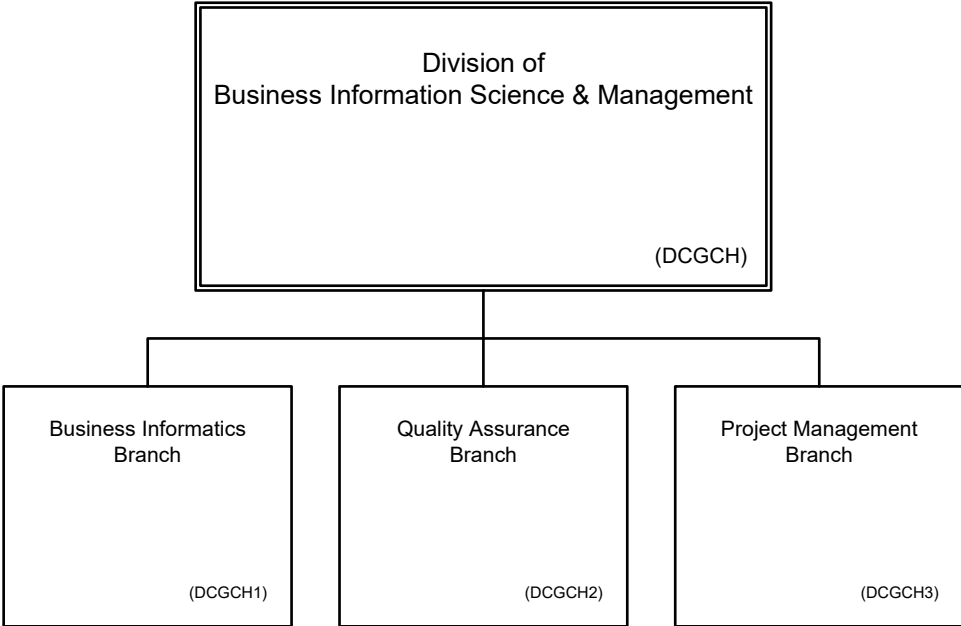 Division of
Business Information Science & Management
(DCGCH)
Business Informatics
Branch
(DCGCH1)
Quality Assurance
Branch
(DCGCH2)
Project Management
Branch
(DCGCH3)